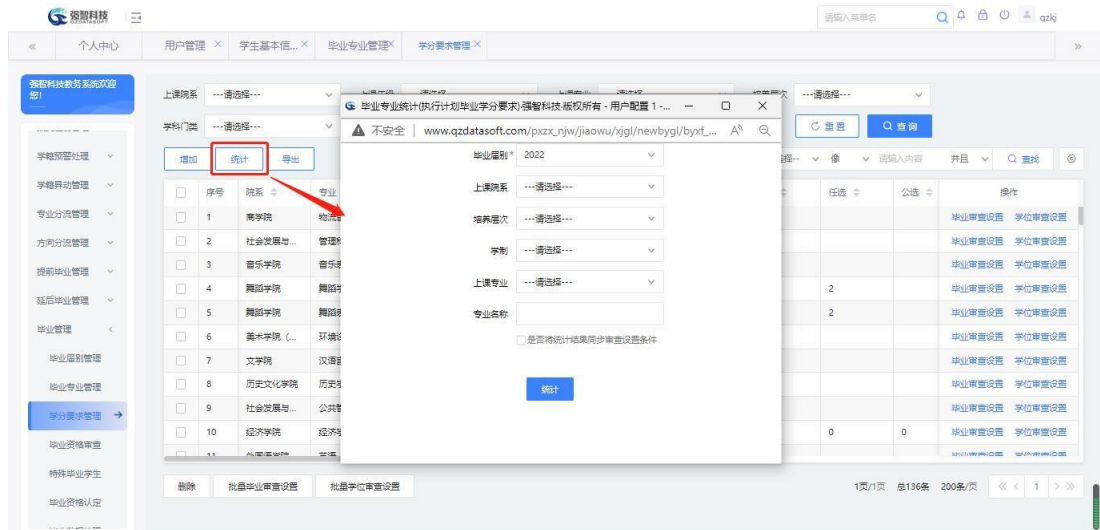 强智科技
QZDATASOFT
请输入菜单名
qzkj
个人中心
用户管理
学生基本信...
毕业专业管理
学分要求管理
强智科技教务系统欢迎您!
学籍预警处理
学籍异动管理
专业分流管理
方向分流管理
提前毕业管理
延后毕业管理
毕业管理
毕业届别管理
毕业专业管理
学分要求管理
毕业资格审查
特殊毕业学生
毕业资格认定
上课院系 ---请选择---
---请选择---
学科门类 ---请选择---
重置 查询
增加 统计 导出
像 请输入内容 并且 查找
序号 院系 专业 任选 公选 操作
1 商学院 毕业审查设置 学位审查设置
2 社会发展与... 毕业审查设置 学位审查设置
3 音乐学院 毕业审查设置 学位审查设置
4 舞蹈学院 2 毕业审查设置 学位审查设置
5 舞蹈学院 2 毕业审查设置 学位审查设置
6 美术学院 (... 毕业审查设置 学位审查设置
7 文学院 毕业审查设置 学位审查设置
8 历史文化学院 毕业审查设置 学位审查设置
9 社会发展与... 毕业审查设置 学位审查设置
10 经济学院 0 0 毕业审查设置 学位审查设置
删除 批量毕业审查设置 批量学位审查设置
1页/1页 总136条 200条/页 1
毕业专业统计(执行计划毕业学分要求)-强智科技-版权所有 - 用户配置 1 -...
不安全 www.qzdatasoft.com/pxzx_njw/jiaowu/xjgl/newbygl/byxf_...
毕业届别* 2022
上课院系 ---请选择---
培养层次 ---请选择---
学制 ---请选择---
上课专业 ---请选择---
专业名称
是否将统计结果同步审查设置条件
统计